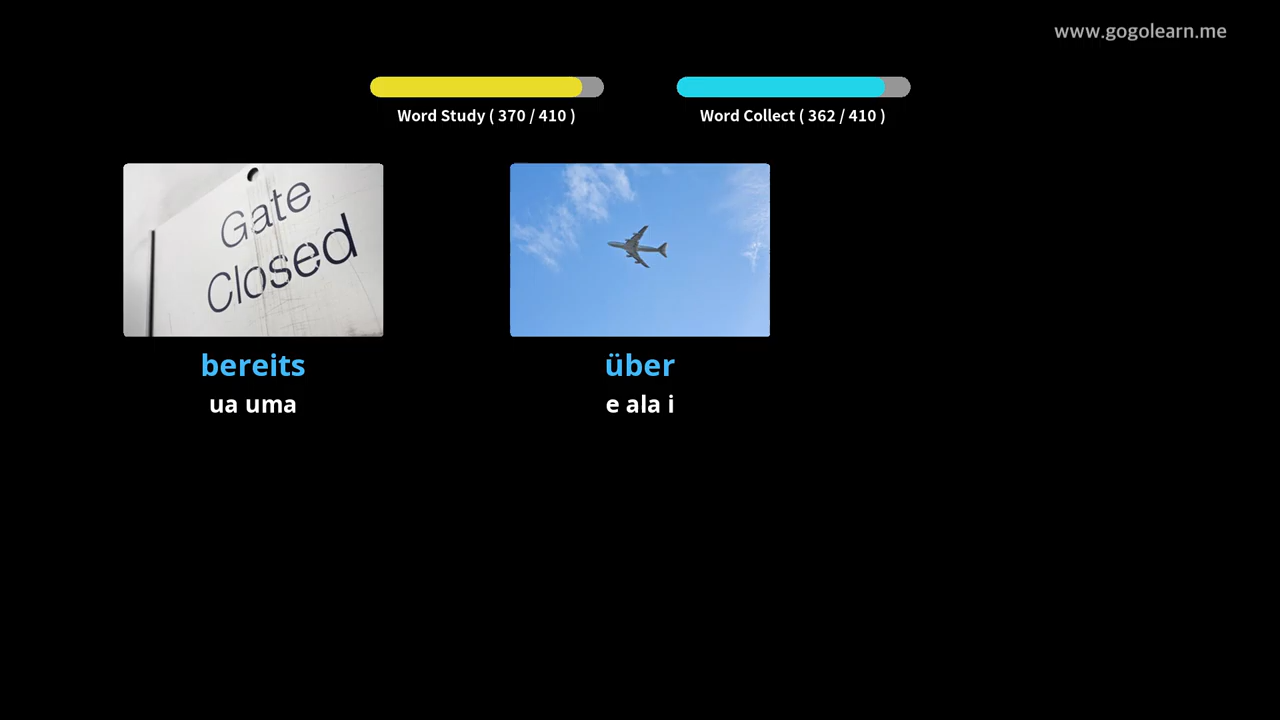 www.gogolearn.me
Word Study ( 370 / 410 )
Word Collect ( 362 / 410 )
Gate
Closed
bereits
über
ua uma
e ala i